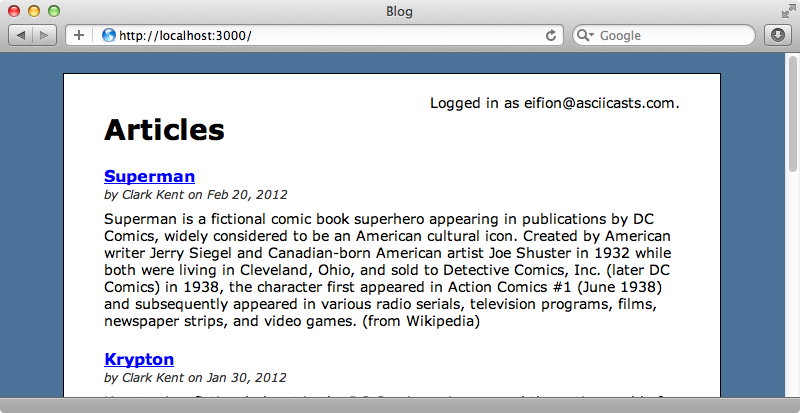 Blog
http://localhost:3000/
Google
Logged in as eifion@asciicasts.com.
Articles
Superman
by Clark Kent on Feb 20, 2012
Superman is a fictional comic book superhero appearing in publications by DC
Comics, widely considered to be an American cultural icon. Created by American
writer Jerry Siegel and Canadian-born American artist Joe Shuster in 1932 while
both were living in Cleveland, Ohio, and sold to Detective Comics, Inc. (later DC
Comics) in 1938, the character first appeared in Action Comics #1 (June 1938)
and subsequently appeared in various radio serials, television programs, films,
newspaper strips, and video games. (from Wikipedia)
Krypton
by Clark Kent on Jan 30, 2012